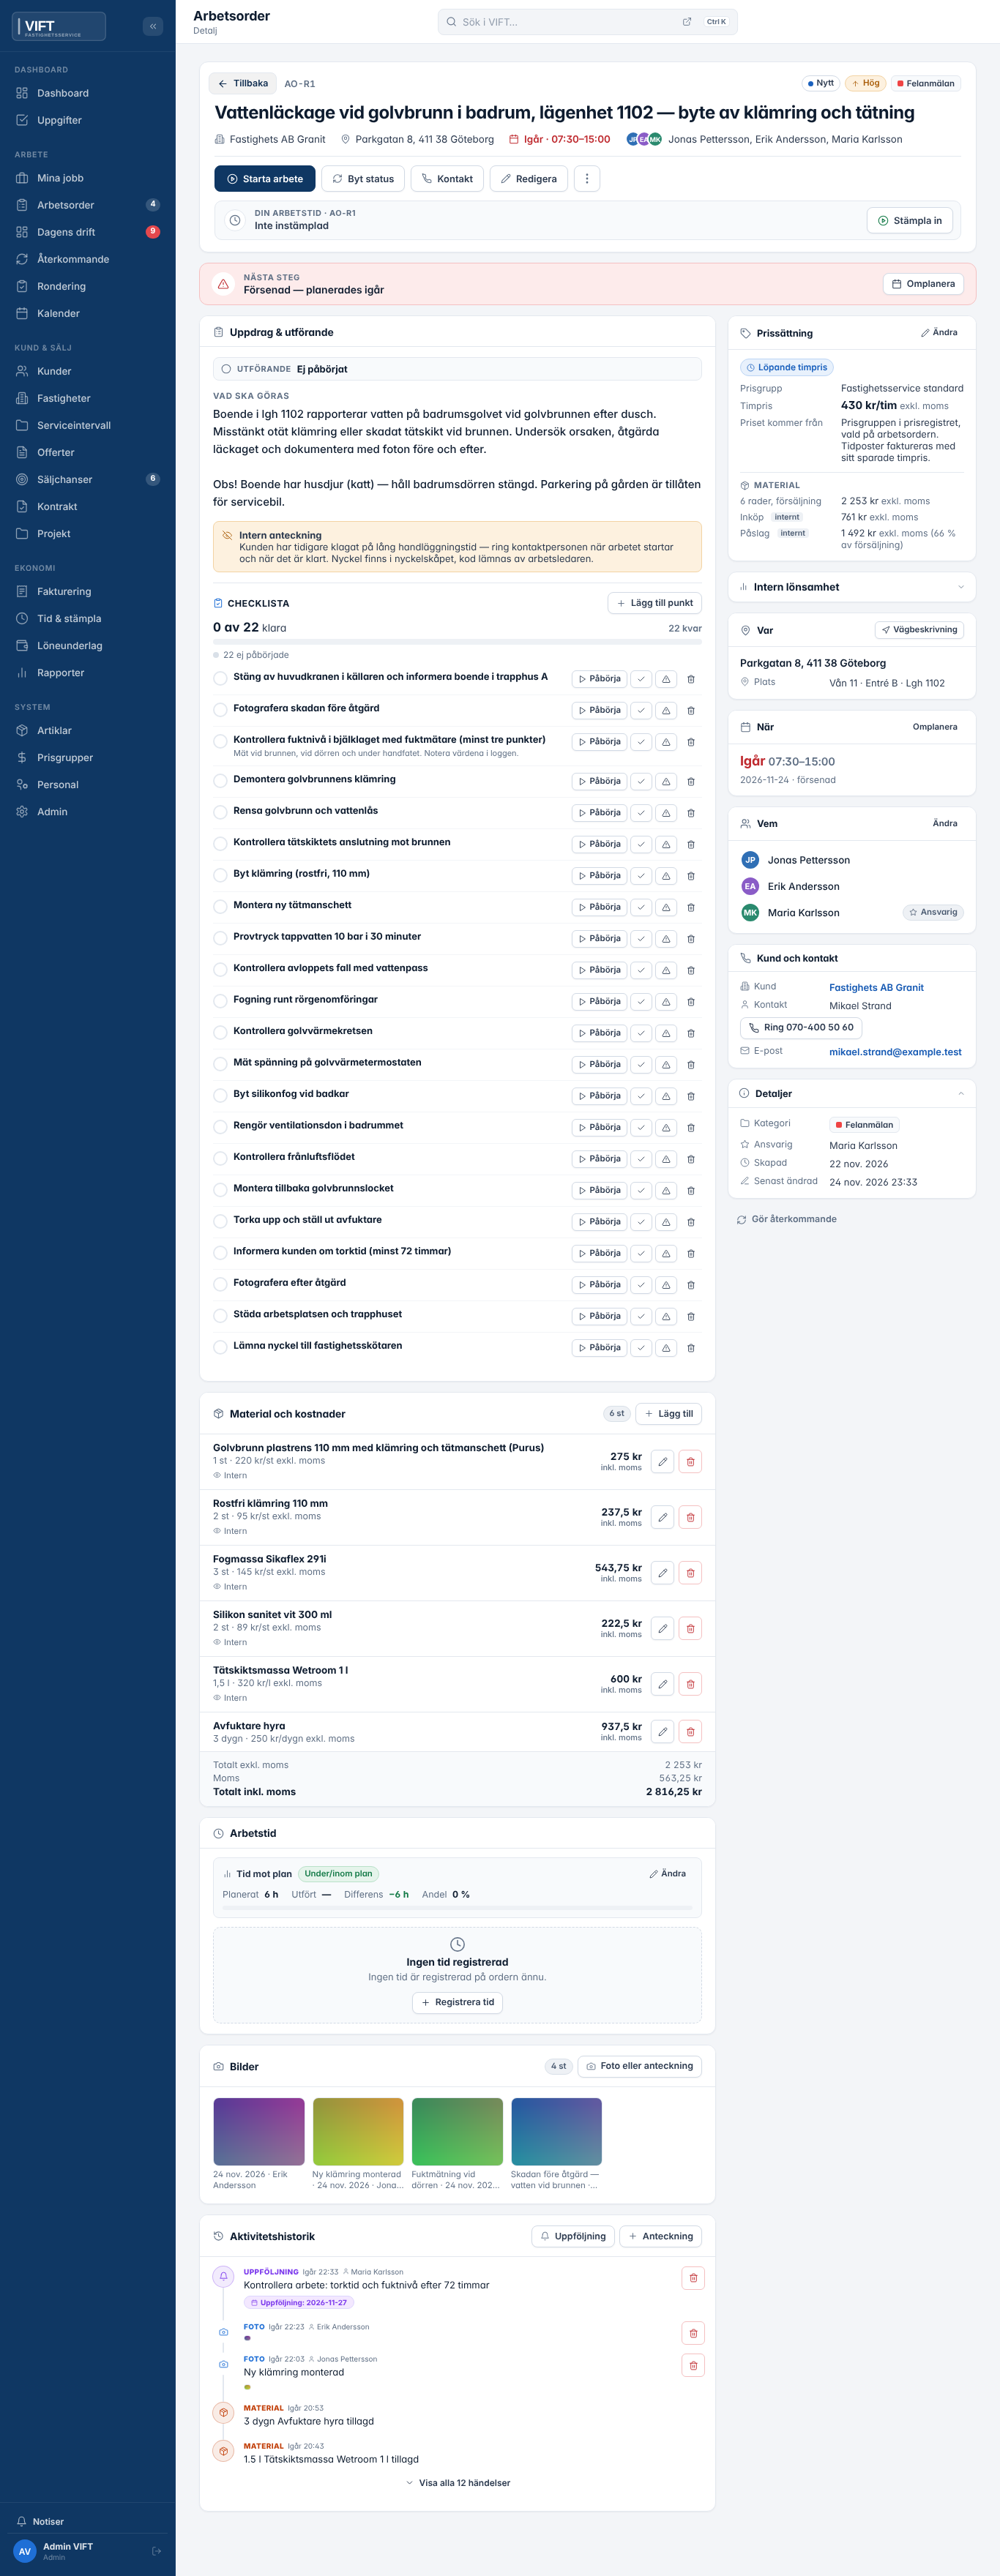 VIFT
FASTIGHETSSERVICE
DASHBOARD
Dashboard
Uppgifter
ARBETE
Mina jobb
Arbetsorder 4
Dagens drift 9
Återkommande
Rondering
Kalender
KUND & SÄLJ
Kunder
Fastigheter
Serviceintervall
Offerter
Säljchanser 6
Kontrakt
Projekt
EKONOMI
Fakturering
Tid & stämpla
Löneunderlag
Rapporter
SYSTEM
Artiklar
Prisgrupper
Personal
Admin
Notiser
AV
Admin VIFT
Admin
Arbetsorder
Detalj
Sök i VIFT...
Ctrl K
Tillbaka
AO-R1
Nytt
Hög
Felanmälan
Vattenläckage vid golvbrunn i badrum, lägenhet 1102 — byte av klämring och tätning
Fastighets AB Granit
Parkgatan 8, 411 38 Göteborg
Igår · 07:30–15:00
JP EA MK
Jonas Pettersson, Erik Andersson, Maria Karlsson
Starta arbete
Byt status
Kontakt
Redigera
DIN ARBETSTID · AO-R1
Inte instämplad
Stämpla in
NÄSTA STEG
Försenad — planerades igår
Omplanera
Uppdrag & utförande
UTFÖRANDE Ej påbörjat
VAD SKA GÖRAS
Boende i lgh 1102 rapporterar vatten på badrumsgolvet vid golvbrunnen efter dusch.
Misstänkt otät klämring eller skadat tätskikt vid brunnen. Undersök orsaken, åtgärda
läckaget och dokumentera med foton före och efter.
Obs! Boende har husdjur (katt) — håll badrumsdörren stängd. Parkering på gården är tillåten
för servicebil.
Intern anteckning
Kunden har tidigare klagat på lång handläggningstid — ring kontaktpersonen när arbetet startar
och när det är klart. Nyckel finns i nyckelskåpet, kod lämnas av arbetsledaren.
CHECKLISTA
Lägg till punkt
0 av 22 klara
22 kvar
22 ej påbörjade
Stäng av huvudkranen i källaren och informera boende i trapphus A Påbörja
Fotografera skadan före åtgärd Påbörja
Kontrollera fuktnivå i bjälklaget med fuktmätare (minst tre punkter) Påbörja
Mät vid brunnen, vid dörren och under handfatet. Notera värdena i loggen.
Demontera golvbrunnens klämring Påbörja
Rensa golvbrunn och vattenlås Påbörja
Kontrollera tätskiktets anslutning mot brunnen Påbörja
Byt klämring (rostfri, 110 mm) Påbörja
Montera ny tätmanschett Påbörja
Provtryck tappvatten 10 bar i 30 minuter Påbörja
Kontrollera avloppets fall med vattenpass Påbörja
Fogning runt rörgenomföringar Påbörja
Kontrollera golvvärmekretsen Påbörja
Mät spänning på golvvärmetermostaten Påbörja
Byt silikonfog vid badkar Påbörja
Rengör ventilationsdon i badrummet Påbörja
Kontrollera frånluftsflödet Påbörja
Montera tillbaka golvbrunnslocket Påbörja
Torka upp och ställ ut avfuktare Påbörja
Informera kunden om torktid (minst 72 timmar) Påbörja
Fotografera efter åtgärd Påbörja
Städa arbetsplatsen och trapphuset Påbörja
Lämna nyckel till fastighetsskötaren Påbörja
Material och kostnader
6 st
Lägg till
Golvbrunn plastrens 110 mm med klämring och tätmanschett (Purus)
1 st · 220 kr/st exkl. moms
Intern
275 kr
inkl. moms
Rostfri klämring 110 mm
2 st · 95 kr/st exkl. moms
Intern
237,5 kr
inkl. moms
Fogmassa Sikaflex 291i
3 st · 145 kr/st exkl. moms
Intern
543,75 kr
inkl. moms
Silikon sanitet vit 300 ml
2 st · 89 kr/st exkl. moms
Intern
222,5 kr
inkl. moms
Tätskiktsmassa Wetroom 1 l
1,5 l · 320 kr/l exkl. moms
Intern
600 kr
inkl. moms
Avfuktare hyra
3 dygn · 250 kr/dygn exkl. moms
937,5 kr
inkl. moms
Totalt exkl. moms 2 253 kr
Moms 563,25 kr
Totalt inkl. moms 2 816,25 kr
Arbetstid
Tid mot plan
Under/inom plan
Ändra
Planerat 6 h Utfört — Differens −6 h Andel 0 %
Ingen tid registrerad
Ingen tid är registrerad på ordern ännu.
Registrera tid
Bilder
4 st
Foto eller anteckning
24 nov. 2026 · Erik
Andersson
Ny klämring monterad
· 24 nov. 2026 · Jona...
Fuktmätning vid
dörren · 24 nov. 202...
Skadan före åtgärd —
vatten vid brunnen ·...
Aktivitetshistorik
Uppföljning
Anteckning
UPPFÖLJNING Igår 22:33 Maria Karlsson
Kontrollera arbete: torktid och fuktnivå efter 72 timmar
Uppföljning: 2026-11-27
FOTO Igår 22:23 Erik Andersson
FOTO Igår 22:03 Jonas Pettersson
Ny klämring monterad
MATERIAL Igår 20:53
3 dygn Avfuktare hyra tillagd
MATERIAL Igår 20:43
1.5 l Tätskiktsmassa Wetroom 1 l tillagd
Visa alla 12 händelser
Prissättning
Ändra
Löpande timpris
Prisgrupp Fastighetsservice standard
Timpris 430 kr/tim exkl. moms
Priset kommer från Prisgruppen i prisregistret,
vald på arbetsordern.
Tidposter faktureras med
sitt sparade timpris.
MATERIAL
6 rader, försäljning 2 253 kr exkl. moms
Inköp internt 761 kr exkl. moms
Påslag internt 1 492 kr exkl. moms (66 %
av försäljning)
Intern lönsamhet
Var
Vägbeskrivning
Parkgatan 8, 411 38 Göteborg
Plats Vån 11 · Entré B · Lgh 1102
När
Omplanera
Igår 07:30–15:00
2026-11-24 · försenad
Vem
Ändra
JP Jonas Pettersson
EA Erik Andersson
MK Maria Karlsson Ansvarig
Kund och kontakt
Kund Fastighets AB Granit
Kontakt Mikael Strand
Ring 070-400 50 60
E-post mikael.strand@example.test
Detaljer
Kategori Felanmälan
Ansvarig Maria Karlsson
Skapad 22 nov. 2026
Senast ändrad 24 nov. 2026 23:33
Gör återkommande